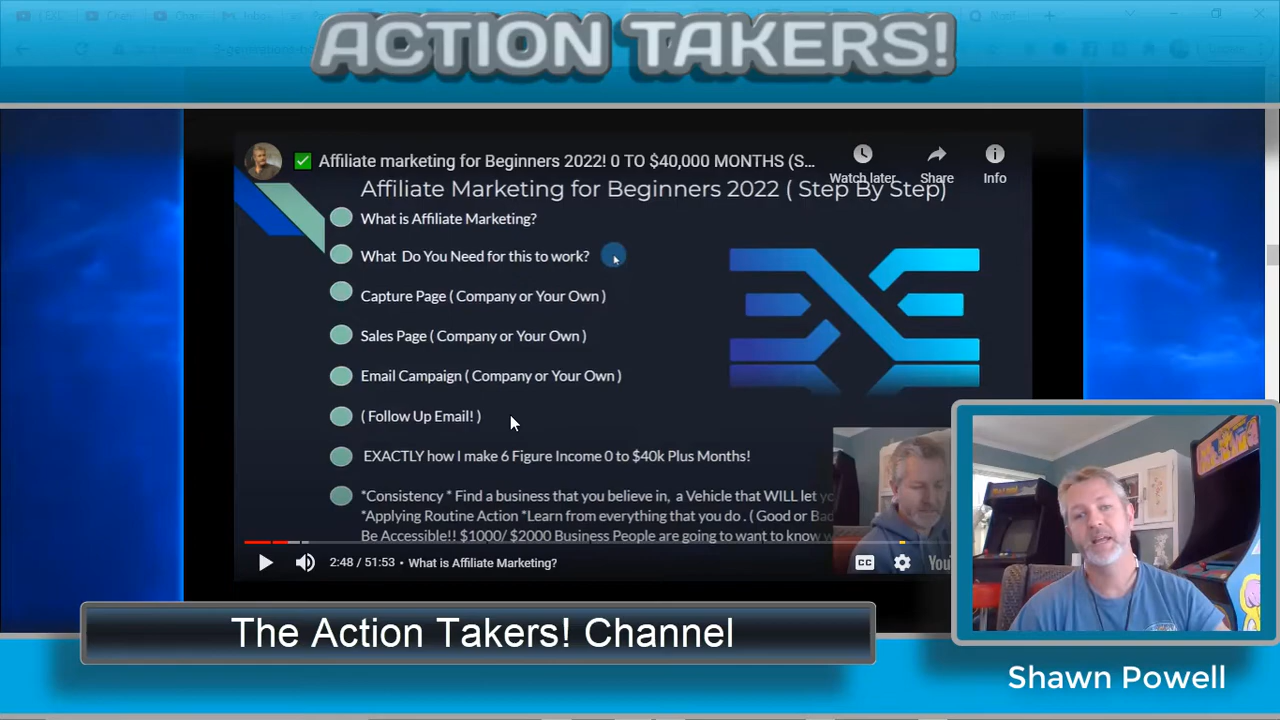 ACTION TAKERS!
✅ Affiliate marketing for Beginners 2022! 0 TO $40,000 MONTHS (S...
Watch later
Share
Info
Affiliate Marketing for Beginners 2022 ( Step By Step)
What is Affiliate Marketing?
What Do You Need for this to work?
Capture Page ( Company or Your Own )
Sales Page ( Company or Your Own )
Email Campaign ( Company or Your Own )
( Follow Up Email! )
EXACTLY how I make 6 Figure Income 0 to $40k Plus Months!
*Consistency * Find a business that you believe in, a Vehicle that WILL let
*Applying Routine Action *Learn from everything that you do . ( Good or Bad
Be Accessible!! $1000/ $2000 Business People are going to want to know
2:48 / 51:53 • What is Affiliate Marketing?
CC
You
The Action Takers! Channel
Shawn Powell